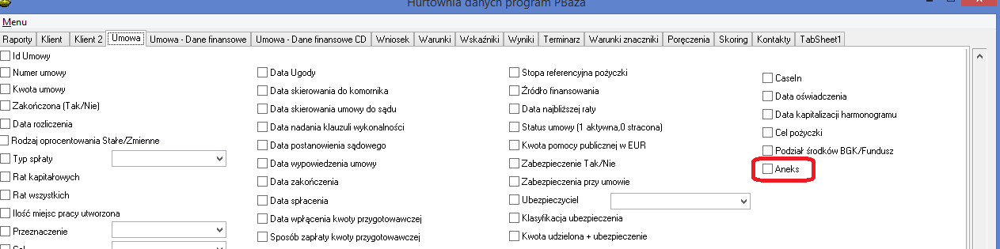 Hurtownia danych program PBaza
Menu
Raporty Klient Klient 2 Umowa Umowa - Dane finansowe Umowa - Dane finansowe CD Wniosek Warunki Wskaźniki Wyniki Terminarz Warunki znaczniki Poręczenia Skoring Kontakty TabSheet1
Id Umowy
Numer umowy
Kwota umowy
Zakończona (Tak/Nie)
Data rozliczenia
Rodzaj oprocentowania Stałe/Zmienne
Typ spłaty
Rat kapitałowych
Rat wszystkich
Ilość miejsc pracy utworzona
Przeznaczenie
Cel
Data Ugody
Data skierowania do komornika
Data skierowania umowy do sądu
Data nadania klauzuli wykonalności
Data postanowienia sądowego
Data wypowiedzenia umowy
Data zakończenia
Data spłacenia
Data wpłącenia kwoty przygotowawczej
Sposób zapłaty kwoty przygotowawczej
Stopa referencyjna pożyczki
Źródło finansowania
Data najbliższej raty
Status umowy (1 aktywna,0 stracona)
Kwota pomocy publicznej w EUR
Zabezpieczenie Tak/Nie
Zabezpieczenia przy umowie
Ubezpieczyciel
Klasyfikacja ubezpieczenia
Kwota udzielona + ubezpieczenie
CaseIn
Data oświadczenia
Data kapitalizacji harmonogramu
Cel pożyczki
Podział środków BGK/Fundusz
Aneks